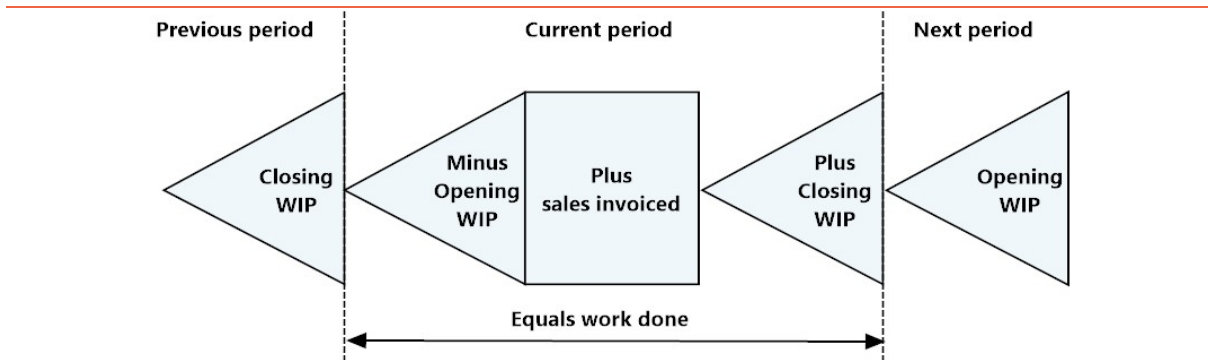 Previous period
Current period
Next period
Closing
WIP
Minus
Opening
WIP
Plus
sales invoiced
Plus
Closing
WIP
Opening
WIP
Equals work done